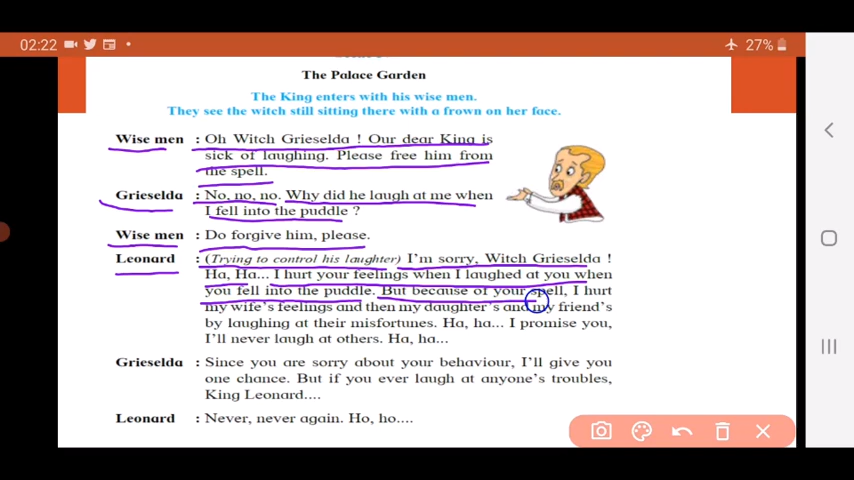 02:22
27%
The Palace Garden
The King enters with his wise men.
They see the witch still sitting there with a frown on her face.
Wise men : Oh Witch Grieselda ! Our dear King is
sick of laughing. Please free him from
the spell.
Grieselda : No, no, no. Why did he laugh at me when
I fell into the puddle ?
Wise men : Do forgive him, please.
Leonard : (Trying to control his laughter) I'm sorry, Witch Grieselda !
Ha, Ha... I hurt your feelings when I laughed at you when
you fell into the puddle. But because of your spell, I hurt
my wife's feelings and then my daughter's and my friend's
by laughing at their misfortunes. Ha, ha... I promise you,
I'll never laugh at others. Ha, ha...
Grieselda : Since you are sorry about your behaviour, I'll give you
one chance. But if you ever laugh at anyone's troubles,
King Leonard....
Leonard : Never, never again. Ho, ho....